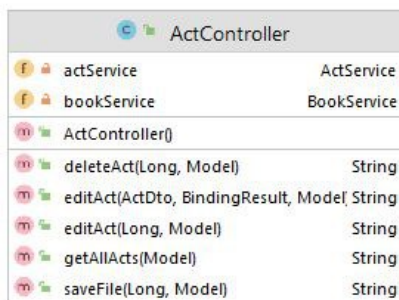 ActController
actService ActService
bookService BookService
ActController()
deleteAct(Long, Model) String
editAct(ActDto, BindingResult, Model String
editAct(Long, Model) String
getAllActs(Model) String
saveFile(Long, Model) String